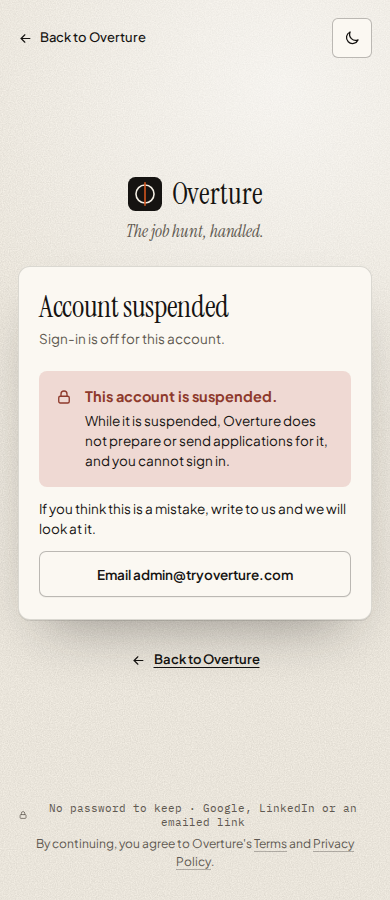 Back to Overture
Overture
The job hunt, handled.
Account suspended
Sign-in is off for this account.
This account is suspended.
While it is suspended, Overture does
not prepare or send applications for it,
and you cannot sign in.
If you think this is a mistake, write to us and we will
look at it.
Email admin@tryoverture.com
Back to Overture
No password to keep · Google, LinkedIn or an
emailed link
By continuing, you agree to Overture's Terms and Privacy
Policy.